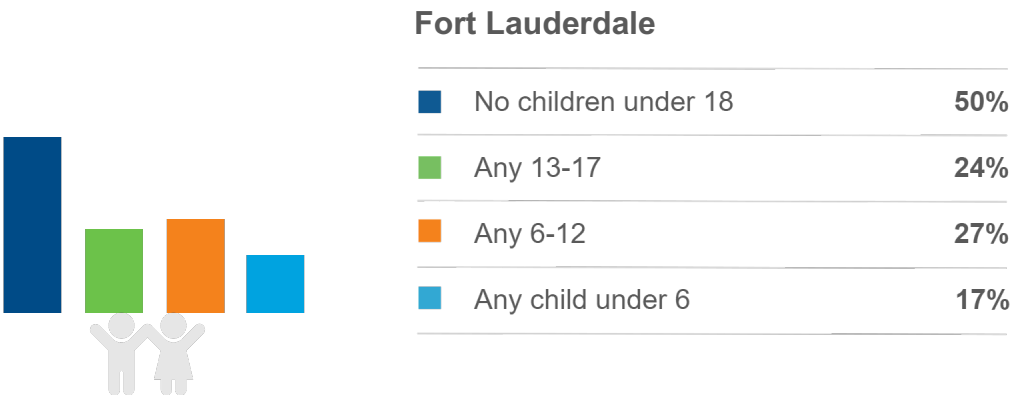 Fort Lauderdale
No children under 18 50%
Any 13-17 24%
Any 6-12 27%
Any child under 6 17%